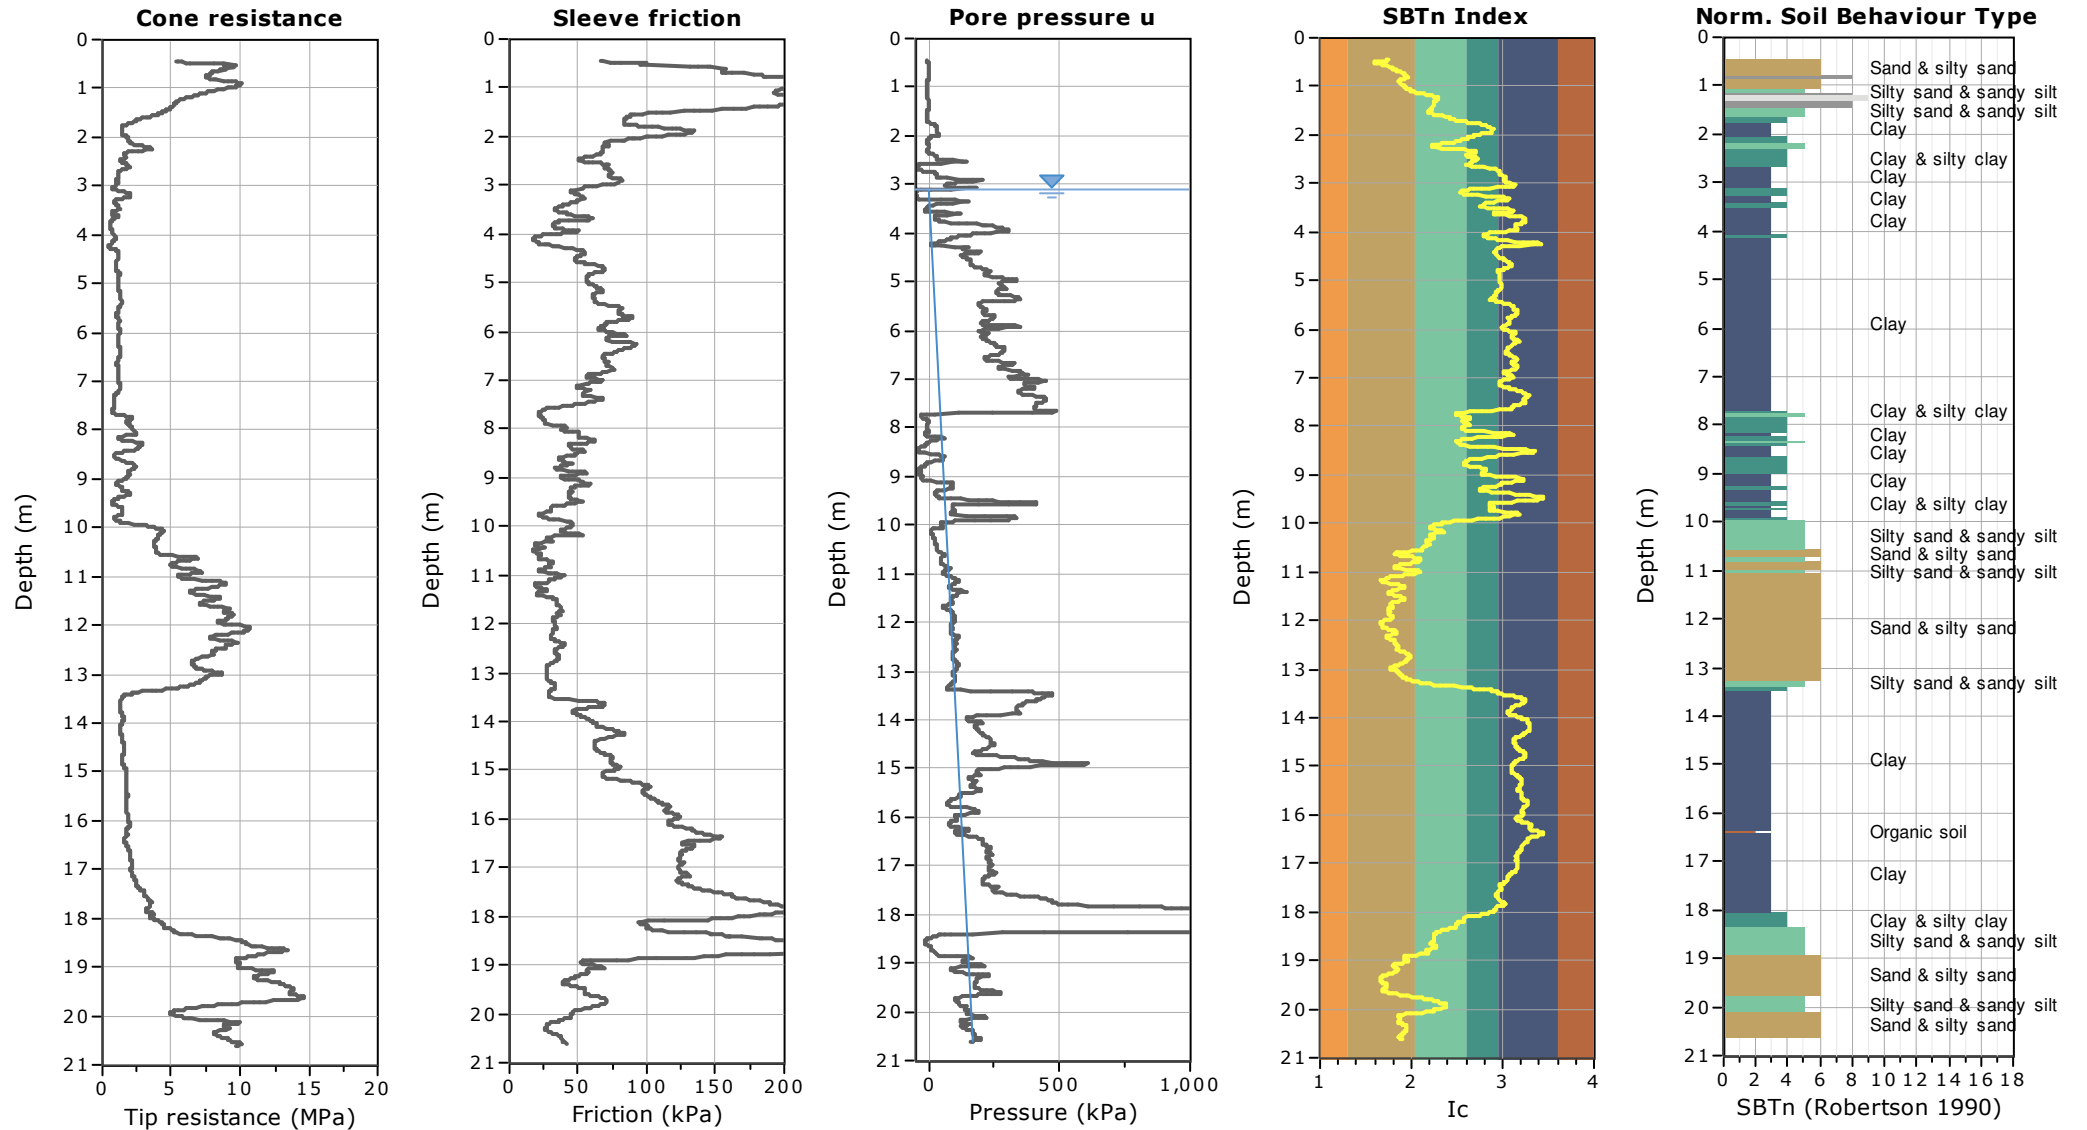 Cone resistance
0
1
2
3
4
5
6
7
8
9
10
11
12
13
14
15
16
17
18
19
20
21
Depth (m)
0 5 10 15 20
Tip resistance (MPa)
Sleeve friction
0
1
2
3
4
5
6
7
8
9
10
11
12
13
14
15
16
17
18
19
20
21
Depth (m)
0 50 100 150 200
Friction (kPa)
Pore pressure u
0
1
2
3
4
5
6
7
8
9
10
11
12
13
14
15
16
17
18
19
20
21
Depth (m)
0 500 1,000
Pressure (kPa)
SBTn Index
0
1
2
3
4
5
6
7
8
9
10
11
12
13
14
15
16
17
18
19
20
21
Depth (m)
1 2 3 4
Ic
Norm. Soil Behaviour Type
0
1
2
3
4
5
6
7
8
9
10
11
12
13
14
15
16
17
18
19
20
21
Depth (m)
Sand & silty sand
Silty sand & sandy silt
Silty sand & sandy silt
Clay
Clay & silty clay
Clay
Clay
Clay
Clay
Clay & silty clay
Clay
Clay
Clay
Clay & silty clay
Silty sand & sandy silt
Sand & silty sand
Silty sand & sandy silt
Sand & silty sand
Silty sand & sandy silt
Clay
Organic soil
Clay
Clay & silty clay
Silty sand & sandy silt
Sand & silty sand
Silty sand & sandy silt
Sand & silty sand
0 2 4 6 8 10 12 14 16 18
SBTn (Robertson 1990)